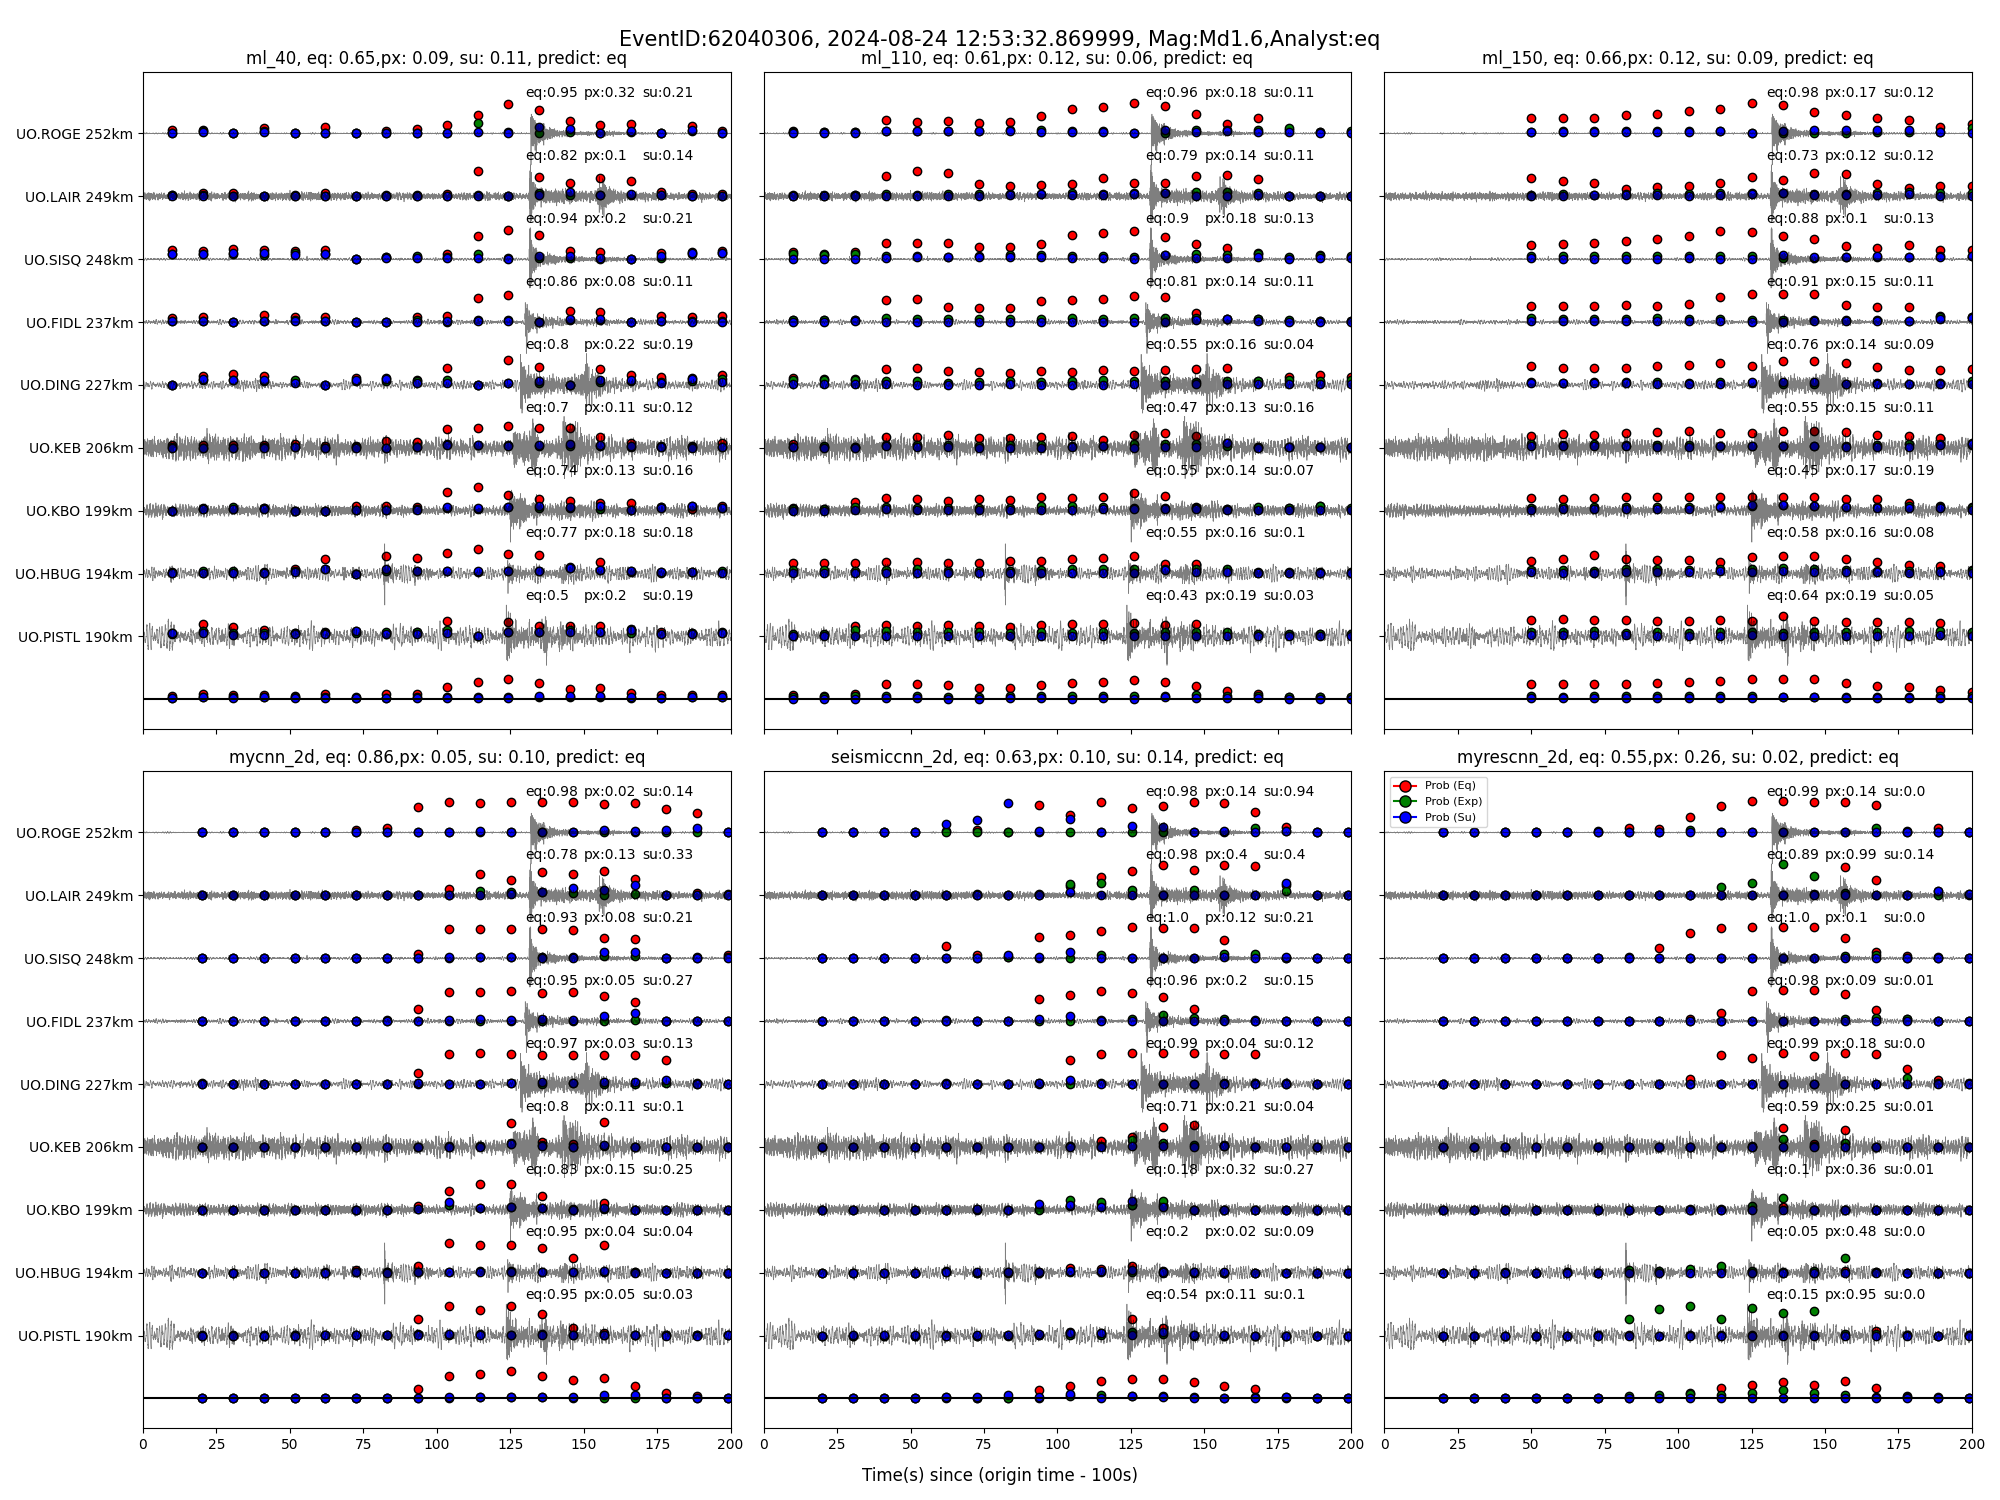 EventID:62040306, 2024-08-24 12:53:32.869999, Mag:Md1.6,Analyst:eq
ml_40, eq: 0.65,px: 0.09, su: 0.11, predict: eq
eq:0.95 px:0.32 su:0.21
UO.ROGE 252km
eq:0.82 px:0.1 su:0.14
UO.LAIR 249km
eq:0.94 px:0.2 su:0.21
UO.SISQ 248km
eq:0.86 px:0.08 su:0.11
UO.FIDL 237km
eq:0.8 px:0.22 su:0.19
UO.DING 227km
eq:0.7 px:0.11 su:0.12
UO.KEB 206km
eq:0.74 px:0.13 su:0.16
UO.KBO 199km
eq:0.77 px:0.18 su:0.18
UO.HBUG 194km
eq:0.5 px:0.2 su:0.19
UO.PISTL 190km
ml_110, eq: 0.61,px: 0.12, su: 0.06, predict: eq
eq:0.96 px:0.18 su:0.11
eq:0.79 px:0.14 su:0.11
eq:0.9 px:0.18 su:0.13
eq:0.81 px:0.14 su:0.11
eq:0.55 px:0.16 su:0.04
eq:0.47 px:0.13 su:0.16
eq:0.55 px:0.14 su:0.07
eq:0.55 px:0.16 su:0.1
eq:0.43 px:0.19 su:0.03
ml_150, eq: 0.66,px: 0.12, su: 0.09, predict: eq
eq:0.98 px:0.17 su:0.12
eq:0.73 px:0.12 su:0.12
eq:0.88 px:0.1 su:0.13
eq:0.91 px:0.15 su:0.11
eq:0.76 px:0.14 su:0.09
eq:0.55 px:0.15 su:0.11
eq:0.45 px:0.17 su:0.19
eq:0.58 px:0.16 su:0.08
eq:0.64 px:0.19 su:0.05
mycnn_2d, eq: 0.86,px: 0.05, su: 0.10, predict: eq
eq:0.98 px:0.02 su:0.14
UO.ROGE 252km
eq:0.78 px:0.13 su:0.33
UO.LAIR 249km
eq:0.93 px:0.08 su:0.21
UO.SISQ 248km
eq:0.95 px:0.05 su:0.27
UO.FIDL 237km
eq:0.97 px:0.03 su:0.13
UO.DING 227km
eq:0.8 px:0.11 su:0.1
UO.KEB 206km
eq:0.83 px:0.15 su:0.25
UO.KBO 199km
eq:0.95 px:0.04 su:0.04
UO.HBUG 194km
eq:0.95 px:0.05 su:0.03
UO.PISTL 190km
0 25 50 75 100 125 150 175 200
seismiccnn_2d, eq: 0.63,px: 0.10, su: 0.14, predict: eq
eq:0.98 px:0.14 su:0.94
eq:0.98 px:0.4 su:0.4
eq:1.0 px:0.12 su:0.21
eq:0.96 px:0.2 su:0.15
eq:0.99 px:0.04 su:0.12
eq:0.71 px:0.21 su:0.04
eq:0.18 px:0.32 su:0.27
eq:0.2 px:0.02 su:0.09
eq:0.54 px:0.11 su:0.1
0 25 50 75 100 125 150 175 200
myrescnn_2d, eq: 0.55,px: 0.26, su: 0.02, predict: eq
Prob (Eq)
Prob (Exp)
Prob (Su)
eq:0.99 px:0.14 su:0.0
eq:0.89 px:0.99 su:0.14
eq:1.0 px:0.1 su:0.0
eq:0.98 px:0.09 su:0.01
eq:0.99 px:0.18 su:0.0
eq:0.59 px:0.25 su:0.01
eq:0.1 px:0.36 su:0.01
eq:0.05 px:0.48 su:0.0
eq:0.15 px:0.95 su:0.0
0 25 50 75 100 125 150 175 200
Time(s) since (origin time - 100s)